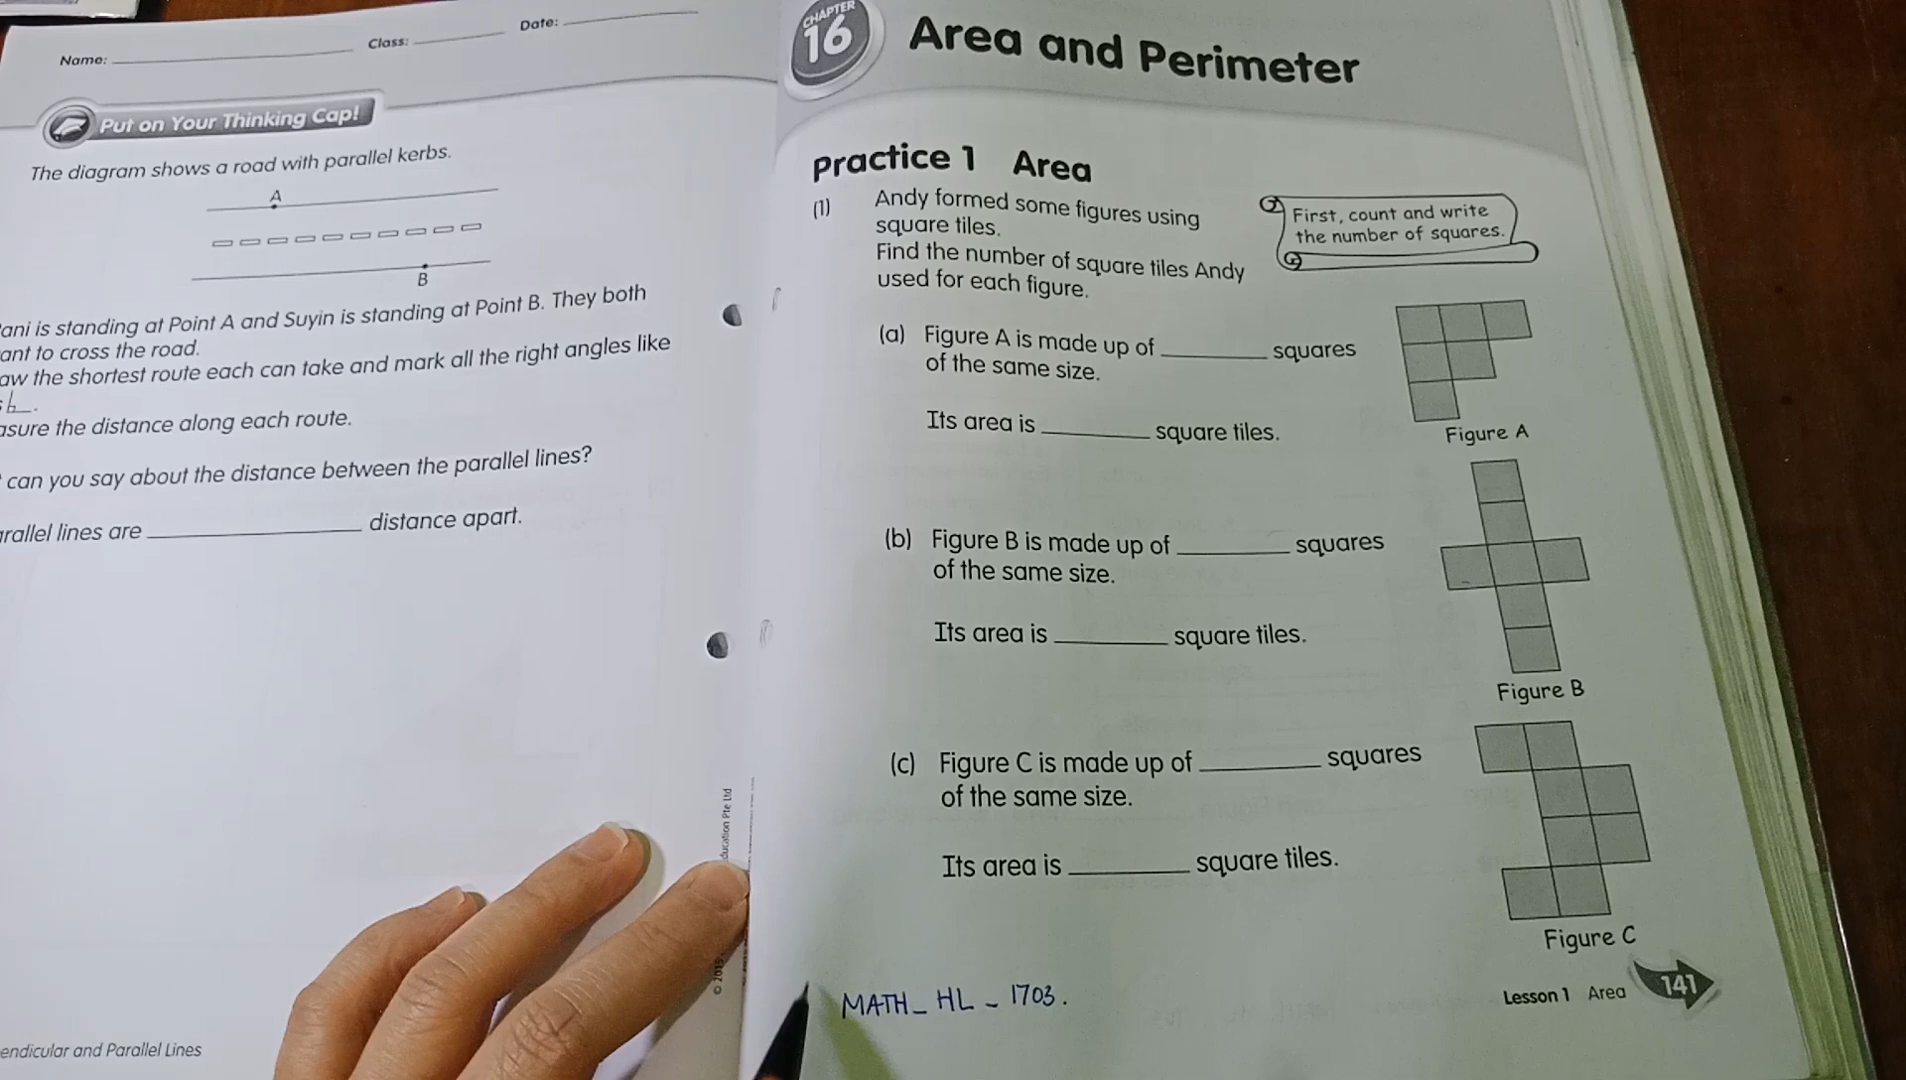 Name:
Class:
Date:
Put on Your Thinking Cap!
The diagram shows a road with parallel kerbs.
A
B
ani is standing at Point A and Suyin is standing at Point B. They both
ant to cross the road.
aw the shortest route each can take and mark all the right angles like
asure the distance along each route.
can you say about the distance between the parallel lines?
rallel lines are distance apart.
endicular and Parallel Lines
ducation Pte Ltd
© 2015
CHAPTER
16
Area and Perimeter
Practice 1 Area
(1) Andy formed some figures using
square tiles.
Find the number of square tiles Andy
used for each figure.
First, count and write
the number of squares.
(a) Figure A is made up of squares
of the same size.
Its area is square tiles.
Figure A
(b) Figure B is made up of squares
of the same size.
Its area is square tiles.
Figure B
(c) Figure C is made up of squares
of the same size.
Its area is square tiles.
Figure C
MATH_ HL - 1703.
Lesson 1 Area
141